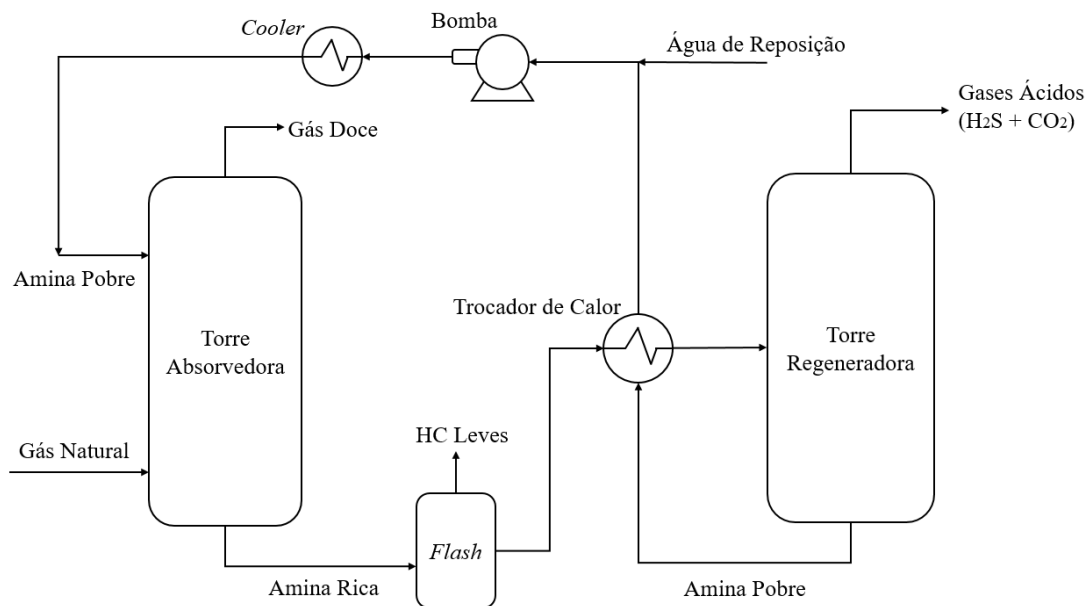 Bomba
Cooler
Água de Reposição
Gases Ácidos
(H₂S + CO₂)
Gás Doce
Amina Pobre
Trocador de Calor
Torre
Absorvedora
Torre
Regeneradora
Gás Natural
HC Leves
Flash
Amina Rica
Amina Pobre